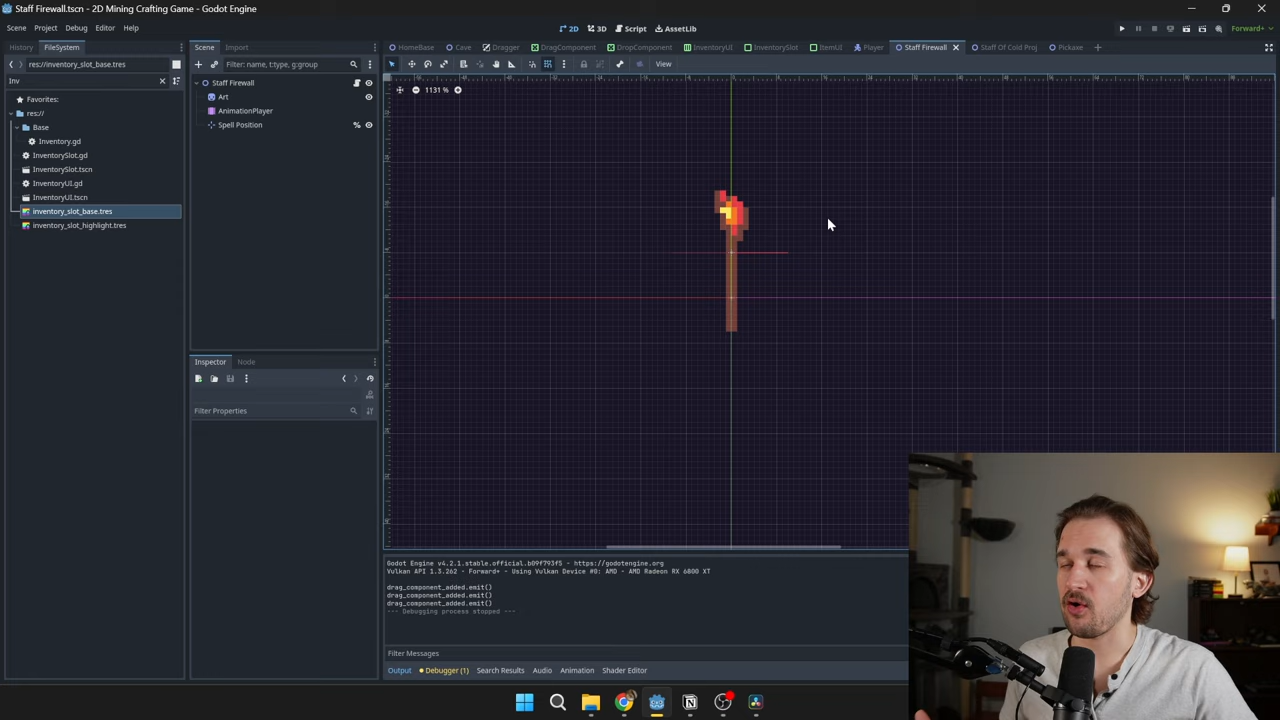 Staff Firewall.tscn - 2D Mining Crafting Game - Godot Engine
Scene Project Debug Editor Help
2D 3D Script AssetLib
Forward+
History FileSystem
Scene Import
HomeBase Cave Dragger DragComponent DropComponent InventoryUI InventorySlot ItemUI Player Staff Firewall Staff Of Cold Proj Pickaxe
res://inventory_slot_base.tres
Filter: name, t:type, g:group
View
Inv
Favorites:
res://
Base
Inventory.gd
InventorySlot.gd
InventorySlot.tscn
InventoryUI.gd
InventoryUI.tscn
inventory_slot_base.tres
inventory_slot_highlight.tres
Staff Firewall
Art
AnimationPlayer
Spell Position
1131 %
Inspector Node
Filter Properties
Godot Engine v4.2.1.stable.official.b09f793f5 - https://godotengine.org
Vulkan API 1.3.262 - Forward+ - Using Vulkan Device #0: AMD - AMD Radeon RX 6800 XT
drag_component_added.emit()
drag_component_added.emit()
drag_component_added.emit()
--- Debugging process stopped ---
Filter Messages
Output Debugger (1) Search Results Audio Animation Shader Editor